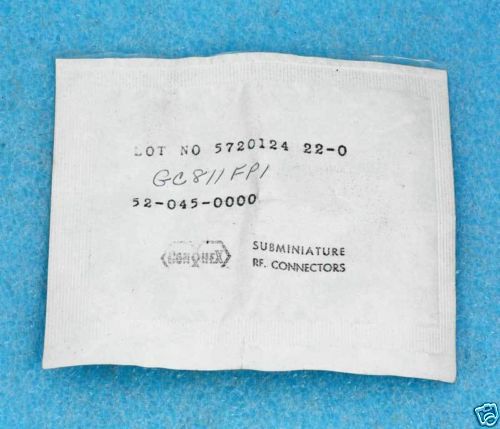 LOT NO 5720124 22-0
GC811FP1
52-045-0000
CONHEX
SUBMINIATURE
RF. CONNECTORS